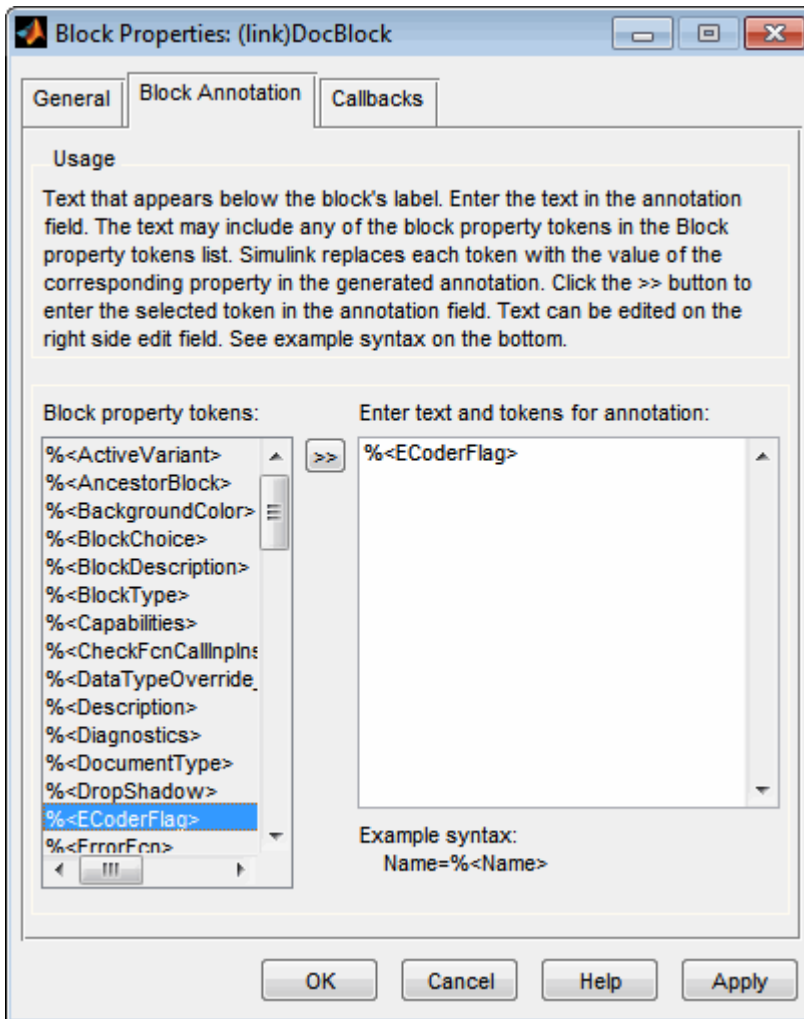 Block Properties: (link)DocBlock
General Block Annotation Callbacks
Usage
Text that appears below the block's label. Enter the text in the annotation
field. The text may include any of the block property tokens in the Block
property tokens list. Simulink replaces each token with the value of the
corresponding property in the generated annotation. Click the >> button to
enter the selected token in the annotation field. Text can be edited on the
right side edit field. See example syntax on the bottom.
Block property tokens:
%<ActiveVariant>
%<AncestorBlock>
%<BackgroundColor>
%<BlockChoice>
%<BlockDescription>
%<BlockType>
%<Capabilities>
%<CheckFcnCallInpIns
%<DataTypeOverride_
%<Description>
%<Diagnostics>
%<DocumentType>
%<DropShadow>
%<ECoderFlag>
%<ErrorFcn>
>>
Enter text and tokens for annotation:
%<ECoderFlag>
Example syntax:
Name=%<Name>
OK Cancel Help Apply